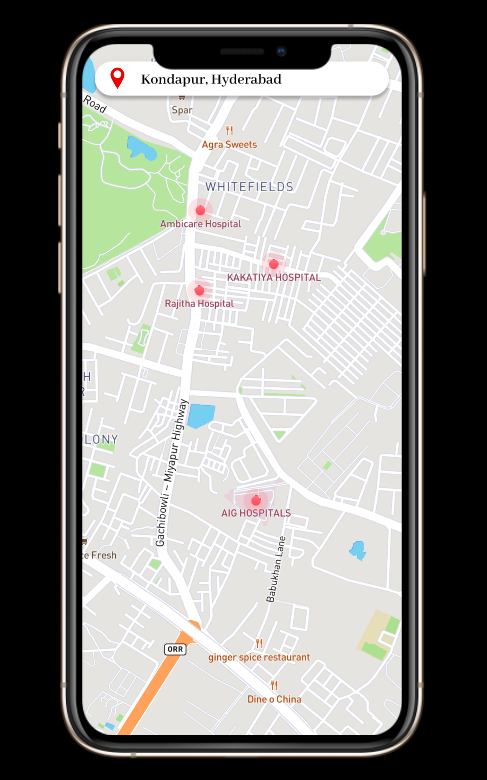 Kondapur, Hyderabad
Road
Spar
Agra Sweets
WHITEFIELDS
Ambicare Hospital
KAKATIYA HOSPITAL
Rajitha Hospital
H
LONY
Gachibowli – Miyapur Highway
AIG HOSPITALS
te Fresh
Babukhan Lane
ORR
ginger spice restaurant
Dine o China